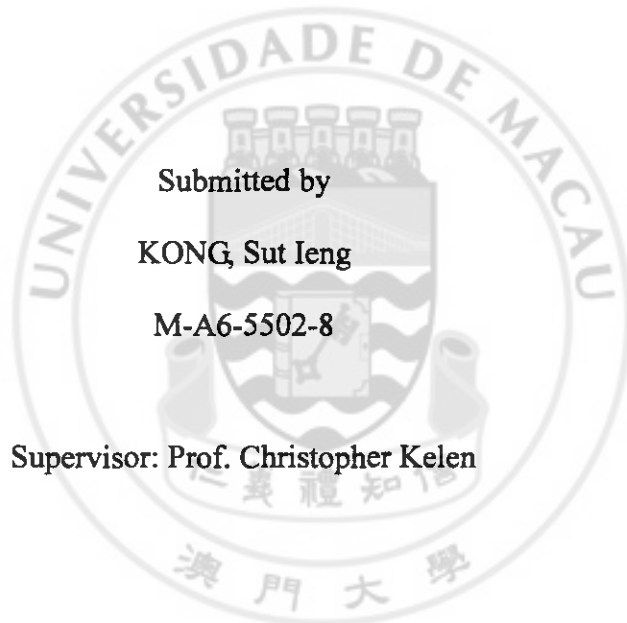 UNIVERSIDADE DE MACAU
Submitted by
KONG, Sut Ieng
M-A6-5502-8
Supervisor: Prof. Christopher Kelen
仁義禮知信
澳門大學